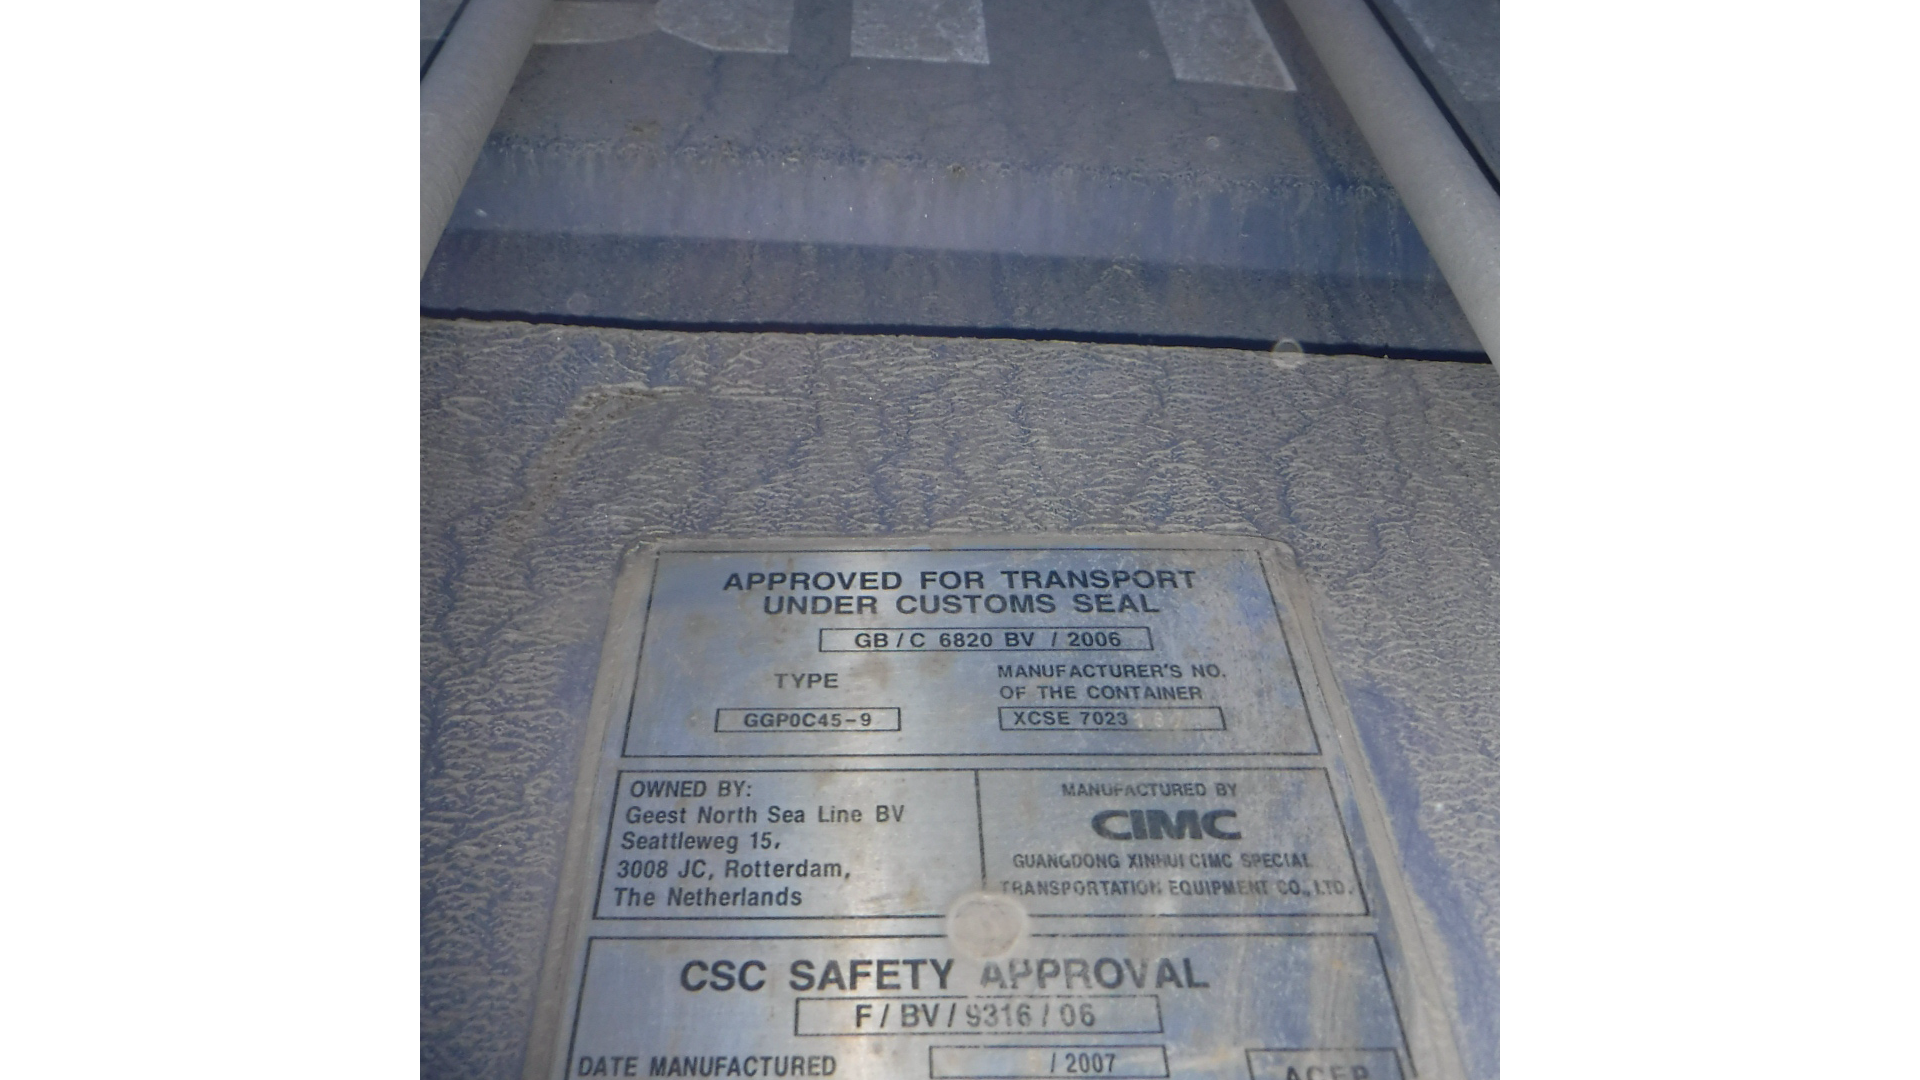 APPROVED FOR TRANSPORT
UNDER CUSTOMS SEAL
GB / C 6820 BV / 2006
TYPE
GGP0C45-9
MANUFACTURER'S NO.
OF THE CONTAINER
XCSE 7023
OWNED BY:
Geest North Sea Line BV
Seattleweg 15,
3008 JC, Rotterdam,
The Netherlands
MANUFACTURED BY
CIMC
GUANGDONG XINHUI CIMC SPECIAL
TRANSPORTATION EQUIPMENT CO., LTD.
CSC SAFETY APPROVAL
F / BV / 9316 / 06
DATE MANUFACTURED
/ 2007
ACEP